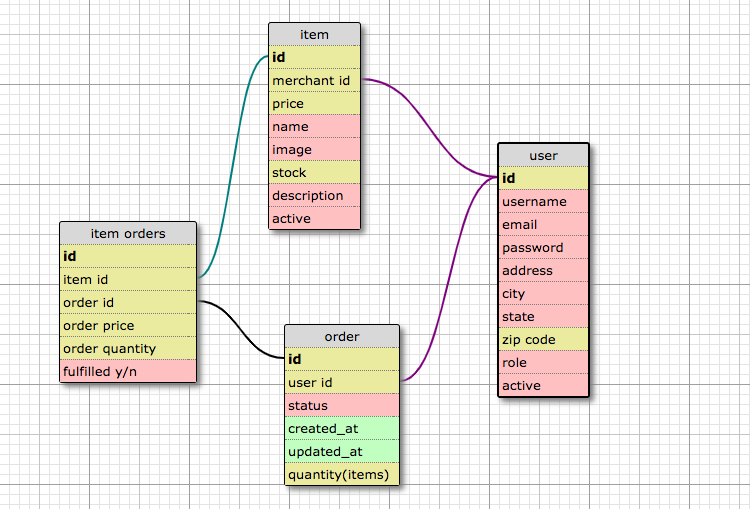 item
id
merchant id
price
name
image
stock
description
active
user
id
username
email
password
address
city
state
zip code
role
active
item orders
id
item id
order id
order price
order quantity
fulfilled y/n
order
id
user id
status
created_at
updated_at
quantity(items)